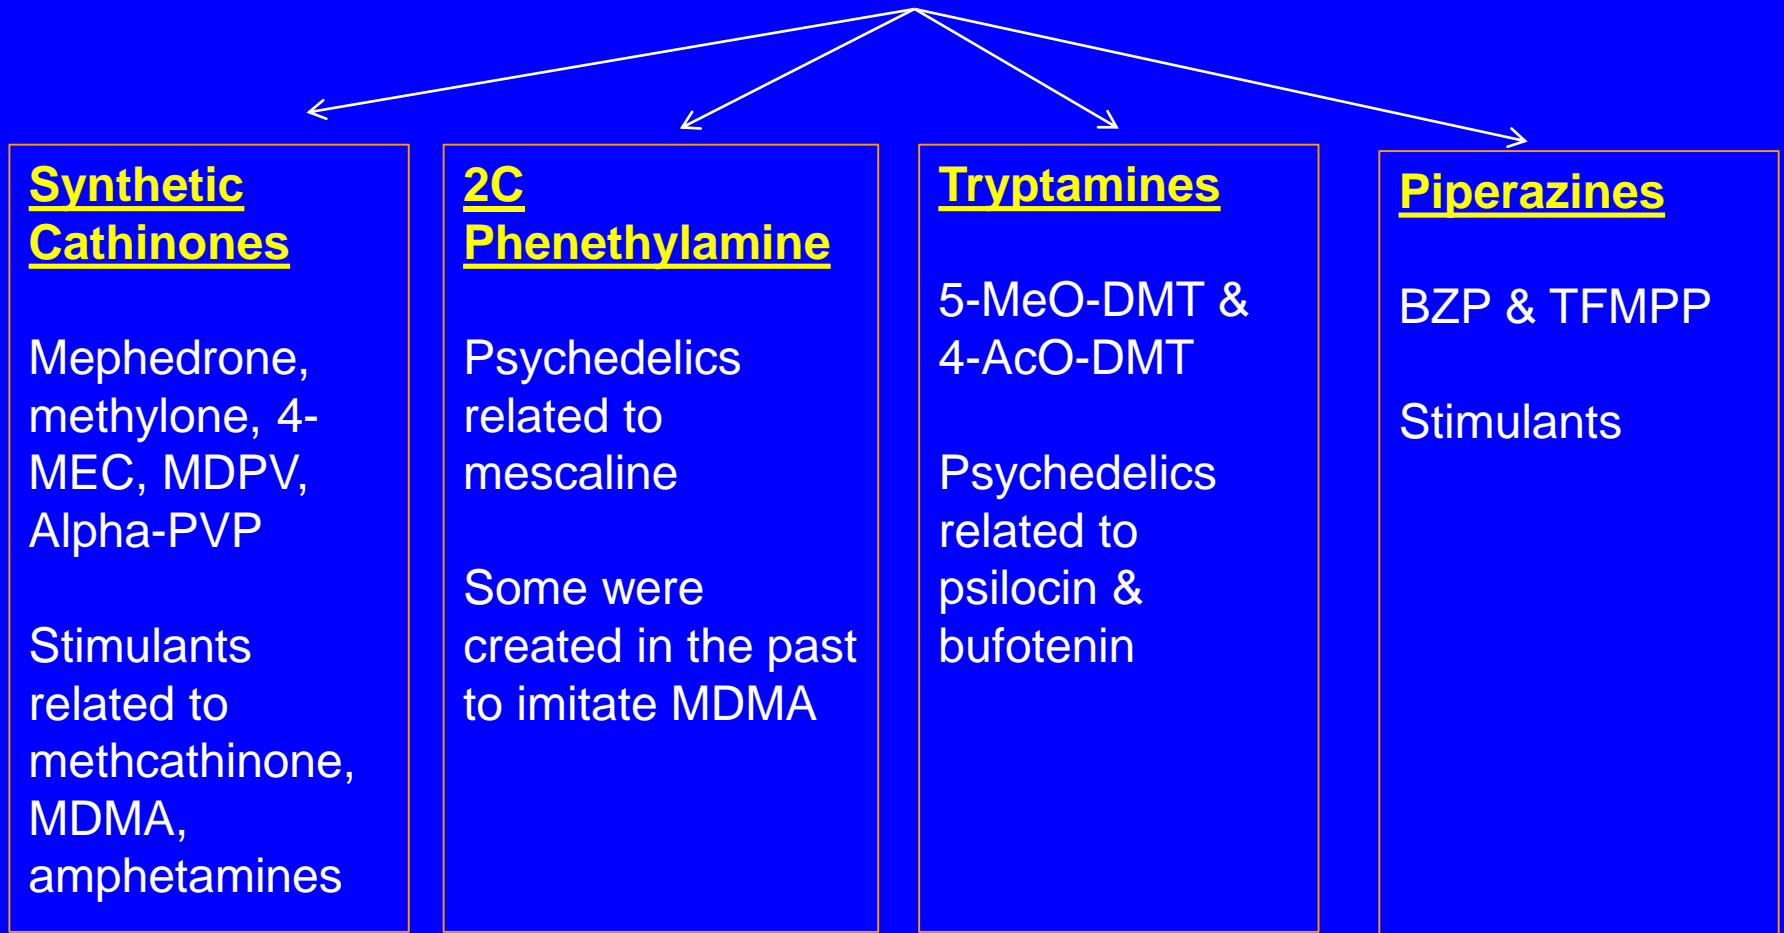 Synthetic
Cathinones
Mephedrone,
methylone, 4-
MEC, MDPV,
Alpha-PVP
Stimulants
related to
methcathinone,
MDMA,
amphetamines
2C
Phenethylamine
Psychedelics
related to
mescaline
Some were
created in the past
to imitate MDMA
Tryptamines
5-MeO-DMT &
4-AcO-DMT
Psychedelics
related to
psilocin &
bufotenin
Piperazines
BZP & TFMPP
Stimulants